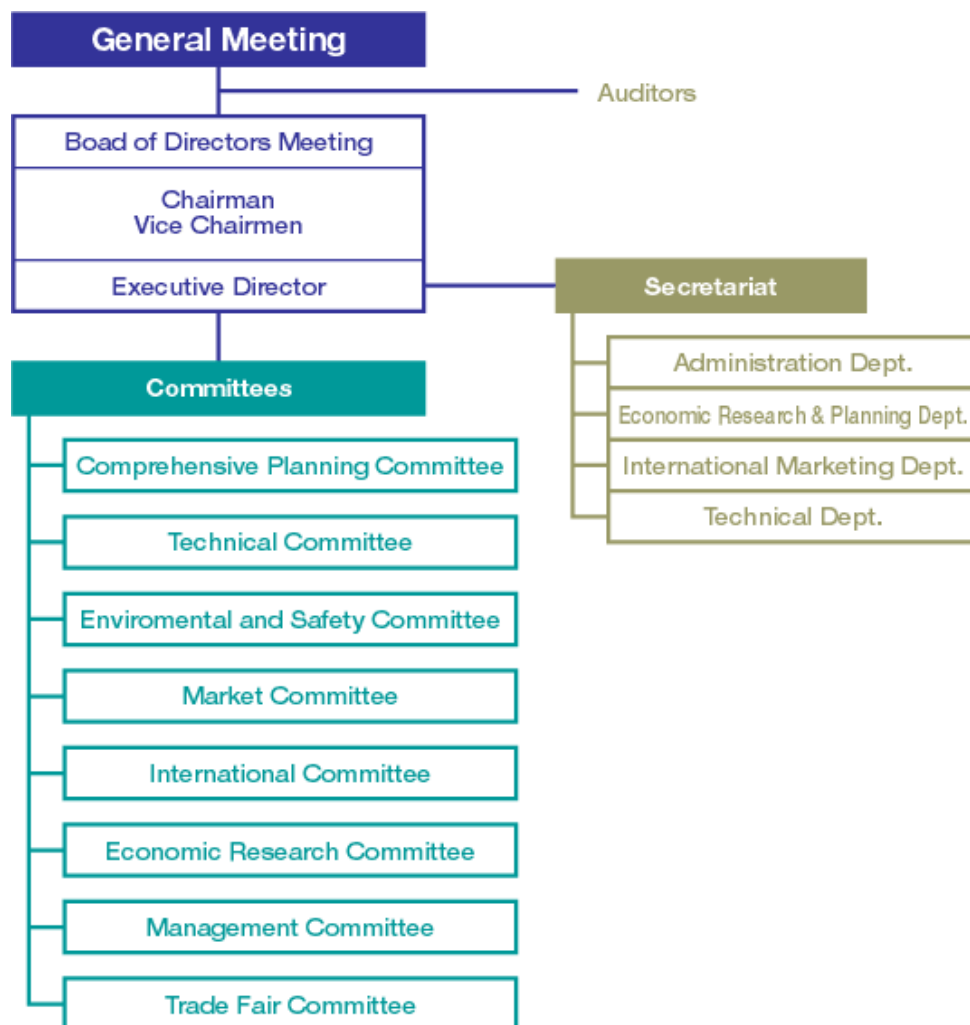 General Meeting
Auditors
Boad of Directors Meeting
Chairman
Vice Chairmen
Executive Director
Secretariat
Administration Dept.
Economic Research & Planning Dept.
International Marketing Dept.
Technical Dept.
Committees
Comprehensive Planning Committee
Technical Committee
Enviromental and Safety Committee
Market Committee
International Committee
Economic Research Committee
Management Committee
Trade Fair Committee